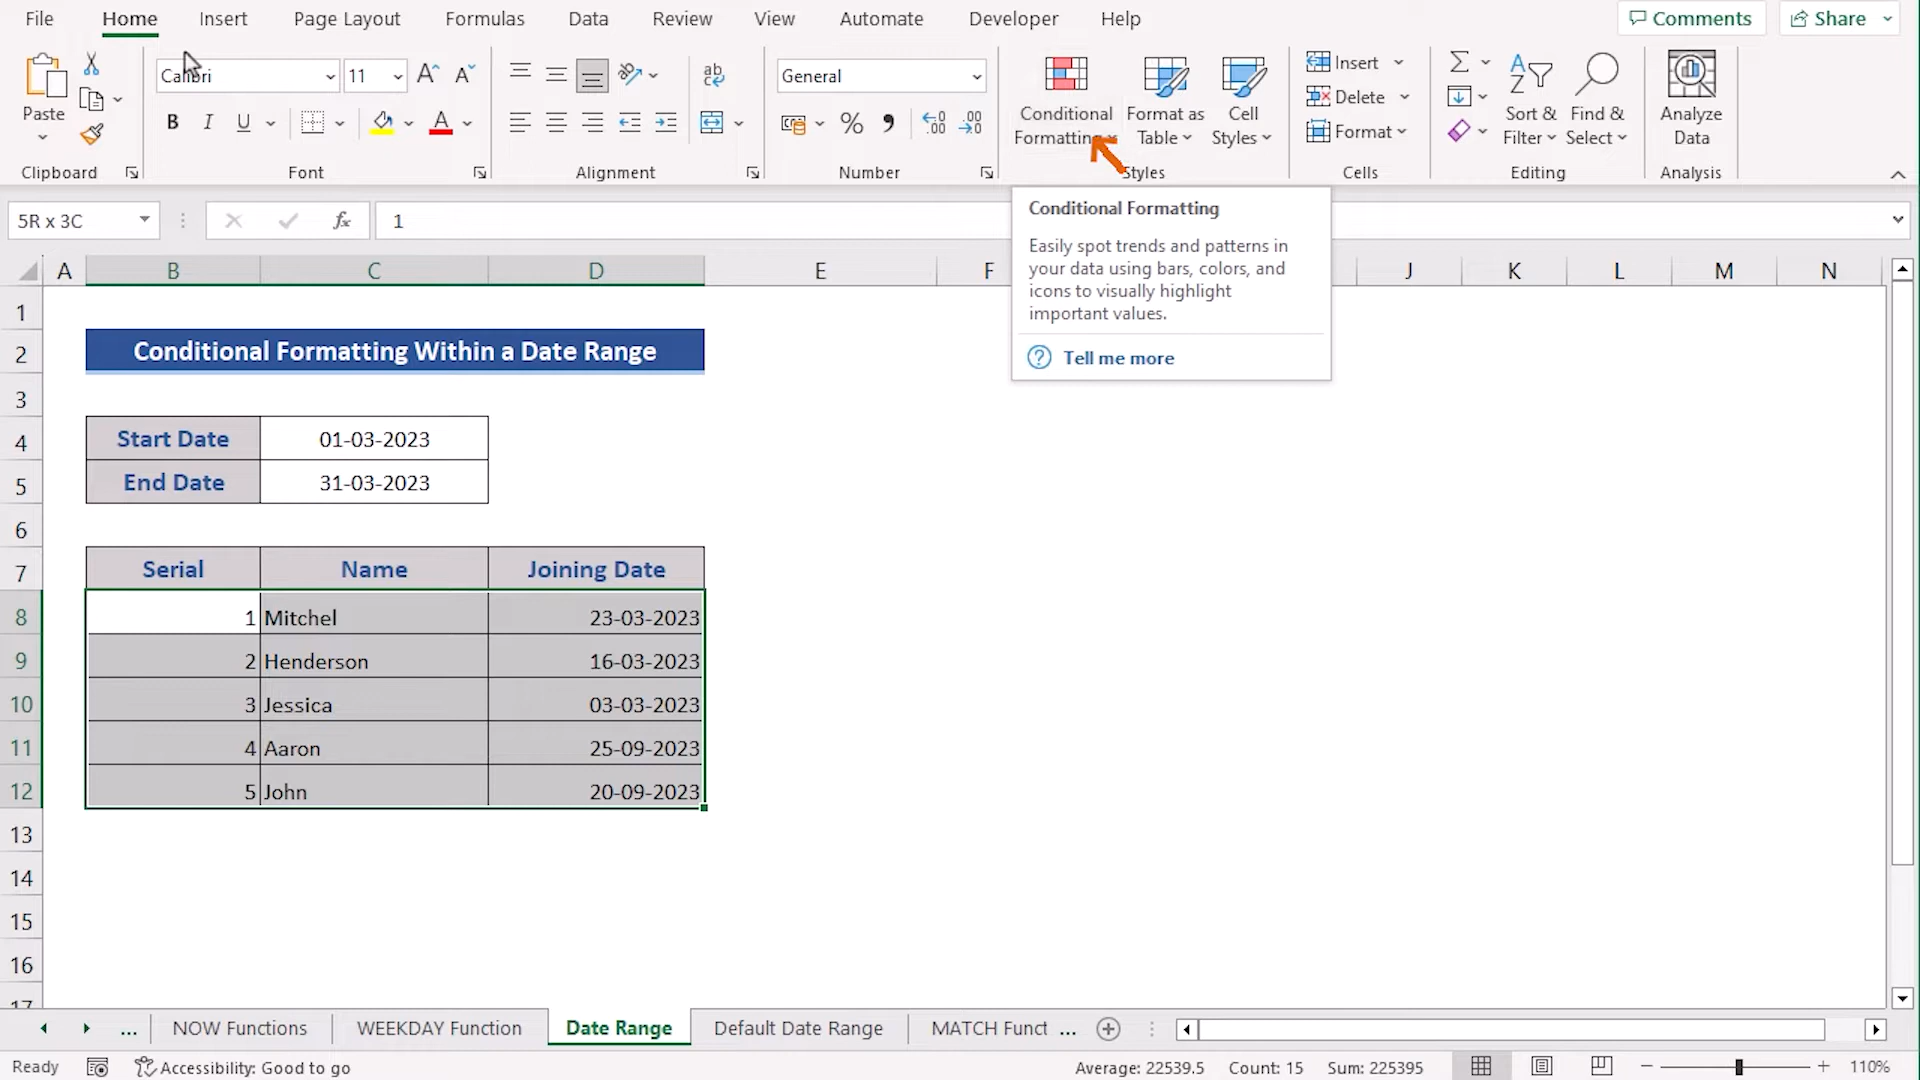 File Home Insert Page Layout Formulas Data Review View Automate Developer Help Comments Share
Paste
Calibri 11
B I U
ab
General
% 9
Conditional Formatting
Format as Table
Cell Styles
Insert
Delete
Format
Sort & Filter
Find & Select
Analyze Data
Clipboard Font Alignment Number Styles Cells Editing Analysis
5R x 3C fx 1
Conditional Formatting
Easily spot trends and patterns in
your data using bars, colors, and
icons to visually highlight
important values.
Tell me more
A B C D E F J K L M N
1
2 Conditional Formatting Within a Date Range
3
4 Start Date 01-03-2023
5 End Date 31-03-2023
6
7 Serial Name Joining Date
8 1 Mitchel 23-03-2023
9 2 Henderson 16-03-2023
10 3 Jessica 03-03-2023
11 4 Aaron 25-09-2023
12 5 John 20-09-2023
13
14
15
16
17
... NOW Functions WEEKDAY Function Date Range Default Date Range MATCH Funct ...
Ready Accessibility: Good to go Average: 22539.5 Count: 15 Sum: 225395 110%